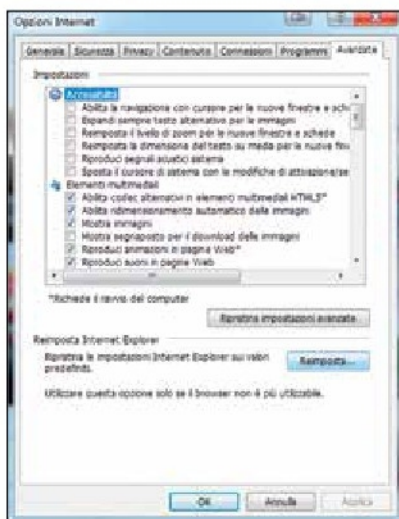 Opzioni Internet
Generale Sicurezza Privacy Contenuto Connessioni Programmi Avanzate
Impostazioni
Accessibilità
Abilita la navigazione con cursore per le nuove finestre e sche
Espandi sempre testo alternativo per le immagini
Reimposta il livello di zoom per le nuove finestre e schede
Reimposta la dimensione del testo su media per le nuove fin
Riproduci segnali acustici sistema
Sposta il cursore di sistema con le modifiche di attivazione/se
Elementi multimediali
Abilita codec alternativi in elementi multimediali HTML5*
Abilita ridimensionamento automatico delle immagini
Mostra immagini
Mostra segnaposto per il download delle immagini
Riproduci animazioni in pagine Web*
Riproduci suoni in pagine Web
*Richiede il riavvio del computer
Ripristina impostazioni avanzate
Reimposta Internet Explorer
Ripristina le impostazioni Internet Explorer sui valori
predefiniti.
Reimposta...
Utilizzare questa opzione solo se il browser non è più utilizzabile.
OK Annulla Applica